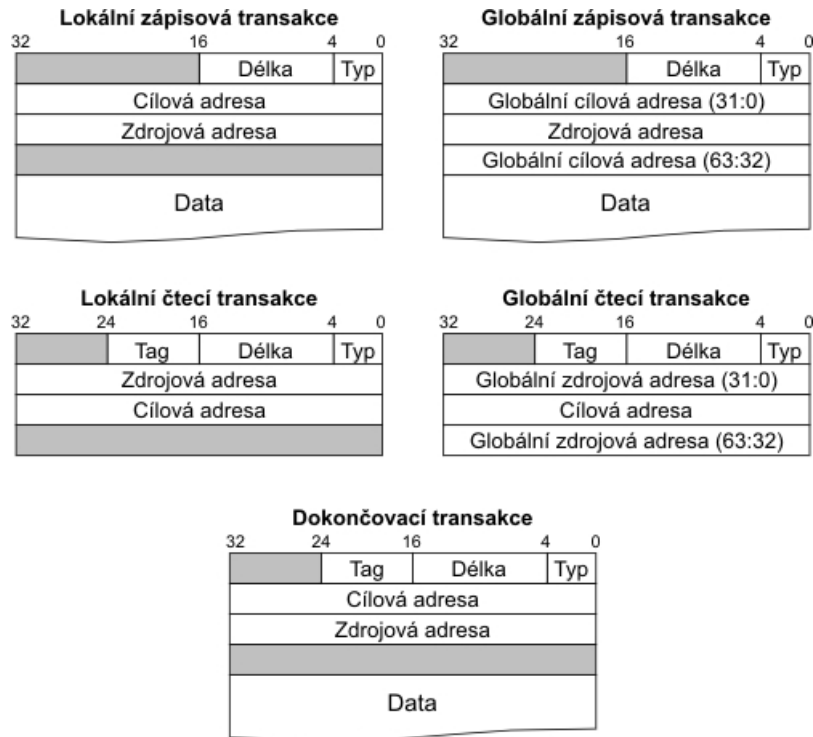 Lokální zápisová transakce
32 16 4 0
Délka Typ
Cílová adresa
Zdrojová adresa
Data
Globální zápisová transakce
32 16 4 0
Délka Typ
Globální cílová adresa (31:0)
Zdrojová adresa
Globální cílová adresa (63:32)
Data
Lokální čtecí transakce
32 24 16 4 0
Tag Délka Typ
Zdrojová adresa
Cílová adresa
Globální čtecí transakce
32 24 16 4 0
Tag Délka Typ
Globální zdrojová adresa (31:0)
Cílová adresa
Globální zdrojová adresa (63:32)
Dokončovací transakce
32 24 16 4 0
Tag Délka Typ
Cílová adresa
Zdrojová adresa
Data